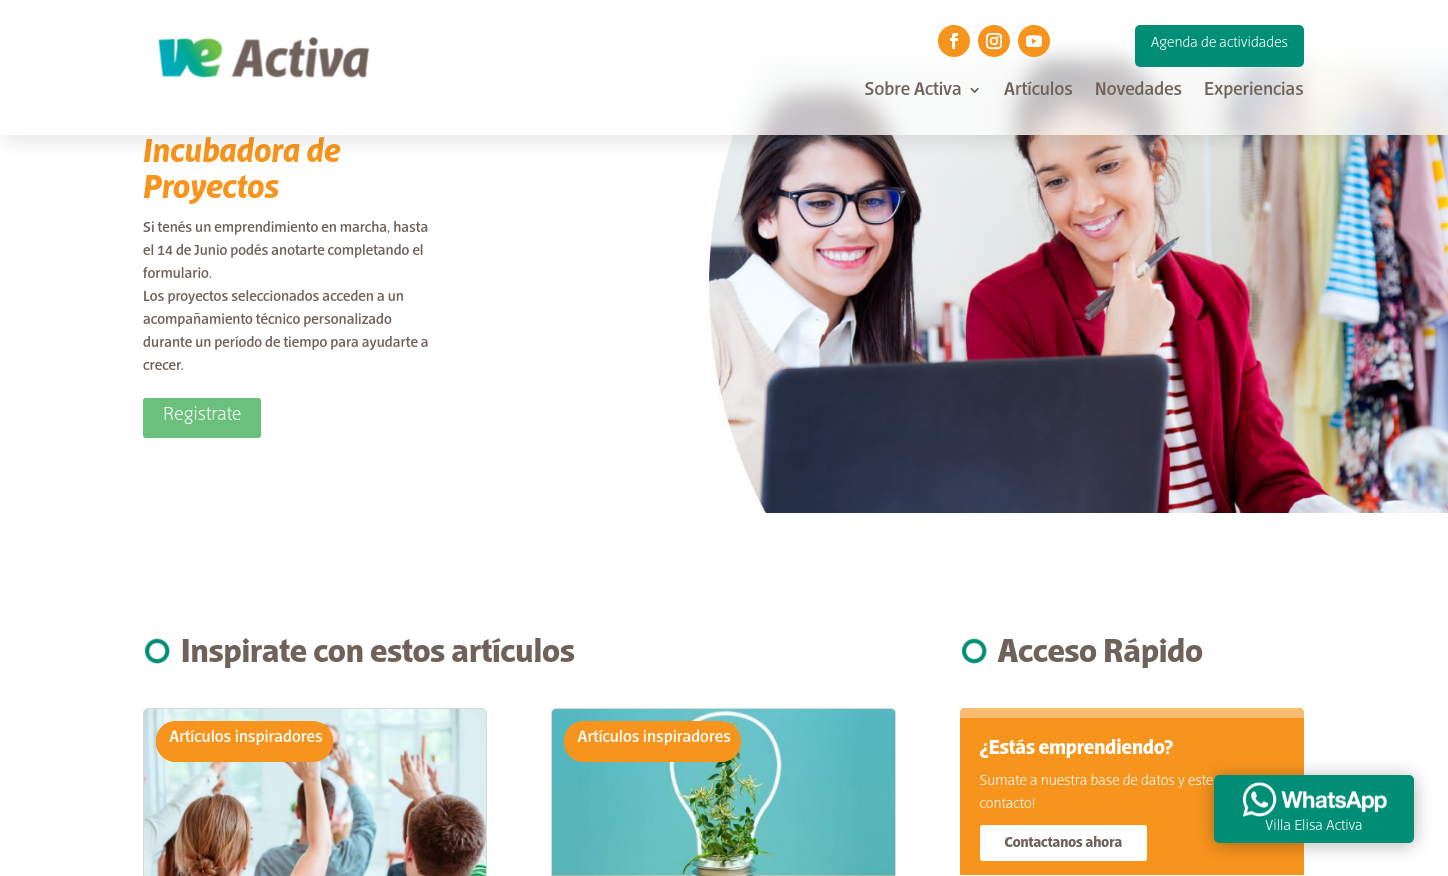 ve Activa
Agenda de actividades
Sobre Activa
Artículos
Novedades
Experiencias
Incubadora de
Proyectos
Si tenés un emprendimiento en marcha, hasta
el 14 de Junio podés anotarte completando el
formulario.
Los proyectos seleccionados acceden a un
acompañamiento técnico personalizado
durante un período de tiempo para ayudarte a
crecer.
Registrate
Inspirate con estos artículos
Artículos inspiradores
Artículos inspiradores
Acceso Rápido
¿Estás emprendiendo?
Sumate a nuestra base de datos y
contacto!
Contactanos ahora
WhatsApp
Villa Elisa Activa